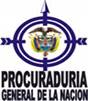 PROCURADURIA
GENERAL DE LA NACION